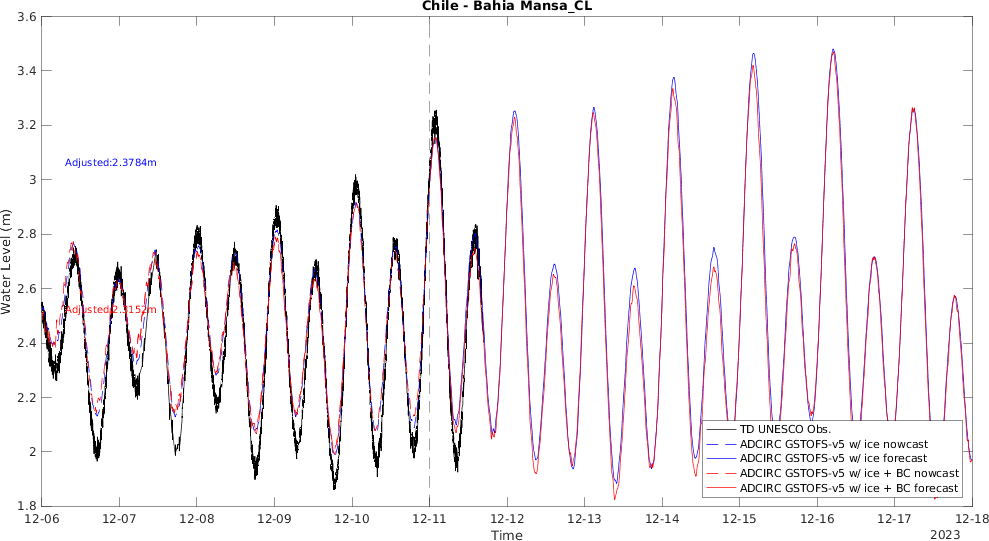 Chile - Bahia Mansa_CL
Water Level (m)
3.6
3.4
3.2
3
2.8
2.6
2.4
2.2
2
1.8
Adjusted:2.3784m
Adjusted:2.3152m
TD UNESCO Obs.
ADCIRC GSTOFS-v5 w/ ice nowcast
ADCIRC GSTOFS-v5 w/ ice forecast
ADCIRC GSTOFS-v5 w/ ice + BC nowcast
ADCIRC GSTOFS-v5 w/ ice + BC forecast
12-06 12-07 12-08 12-09 12-10 12-11 12-12 12-13 12-14 12-15 12-16 12-17 12-18
Time
2023